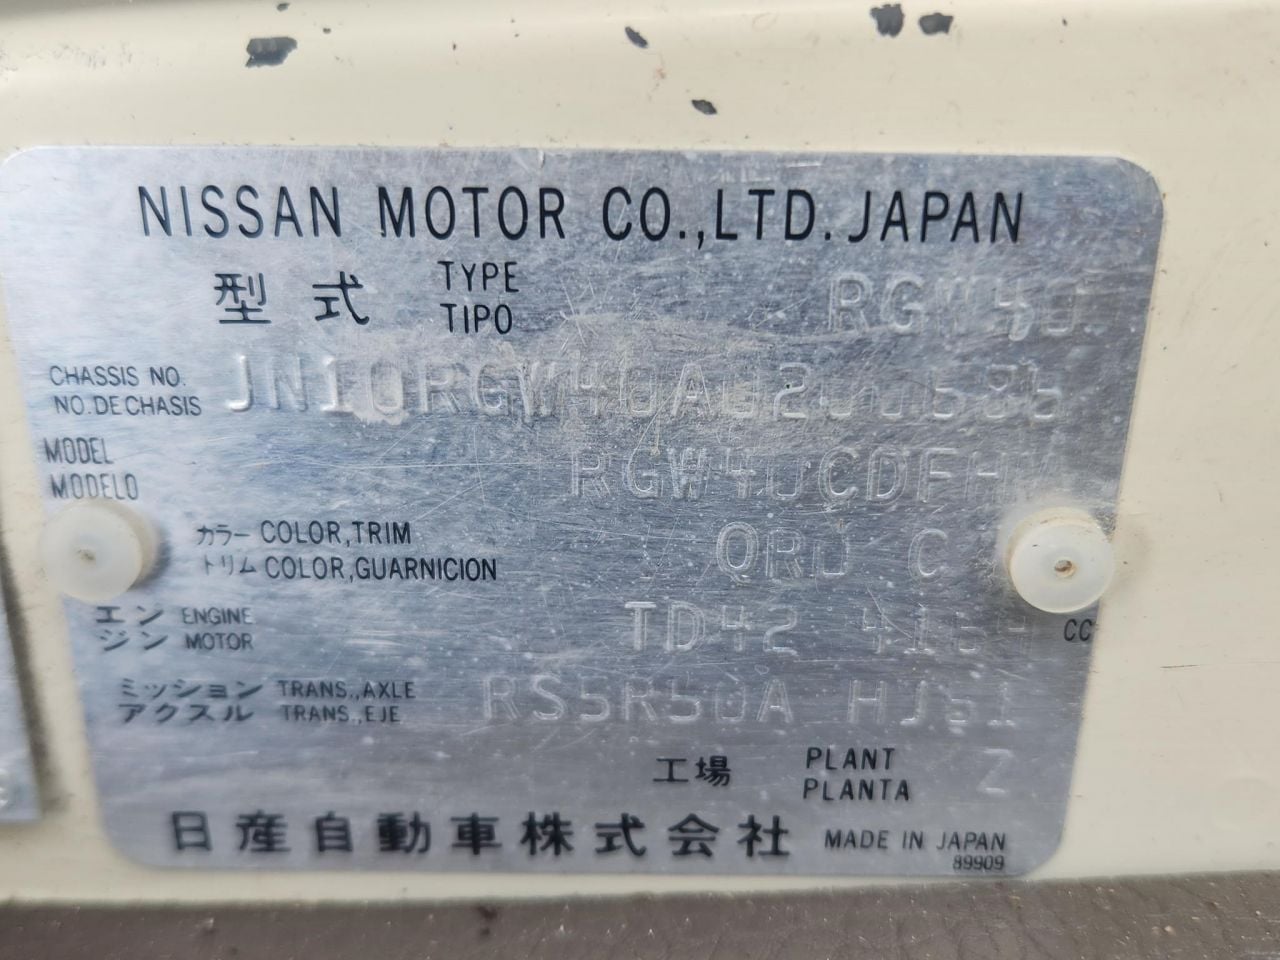 NISSAN MOTOR CO.,LTD. JAPAN
型式 TYPE
TIPO
CHASSIS NO.
NO.DE CHASIS
MODEL
MODELO
カラー COLOR,TRIM
トリム COLOR,GUARNICION
QRD C
エン ENGINE
ジン MOTOR
TD42 4169 CC
ミッション TRANS.,AXLE
アクスル TRANS.,EJE
RS5R50A HJ51
工場 PLANT
PLANTA
Z
日産自動車株式会社 MADE IN JAPAN
89909